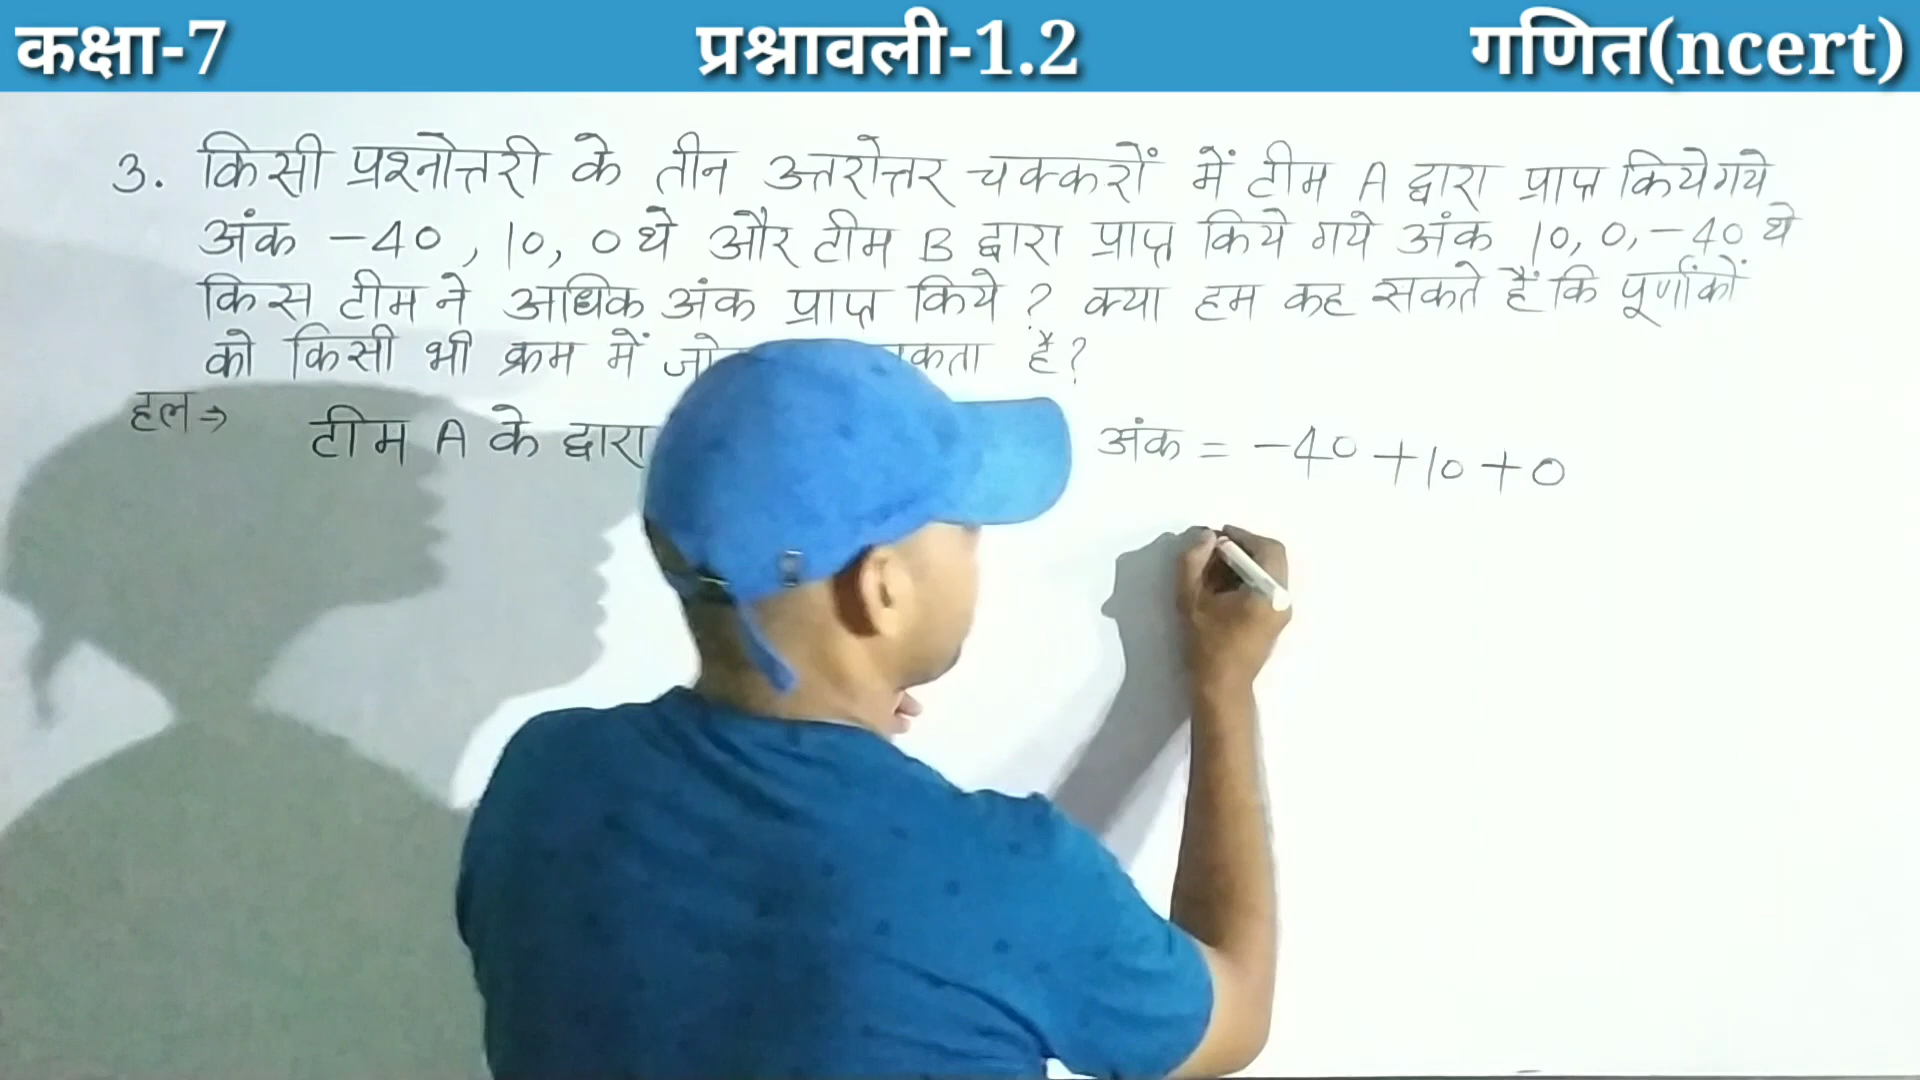 कक्षा-7 प्रश्नावली-1.2 गणित(ncert)
3. किसी प्रश्नोत्तरी के तीन उत्तरोत्तर चक्करों में टीम A द्वारा प्राप्त किये गये
अंक -40, 10, 0 थे और टीम B द्वारा प्राप्त किये गये अंक 10, 0, -40 थे
किस टीम ने अधिक अंक प्राप्त किये ? क्या हम कह सकते हैं कि पूर्णांकों
को किसी भी क्रम में है?
हल⇒ टीम A के द्वारा अंक = -40 +10+0